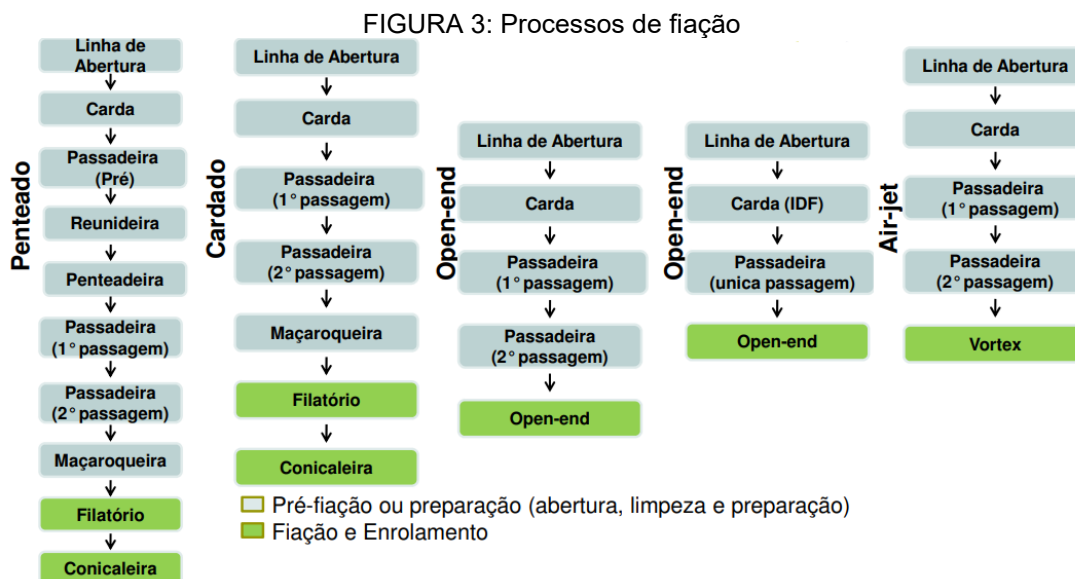 FIGURA 3: Processos de fiação
Penteado
Linha de
Abertura
Carda
Passadeira
(Pré)
Reunideira
Penteadeira
Passadeira
(1° passagem)
Passadeira
(2° passagem)
Maçaroqueira
Filatório
Conicaleira
Cardado
Linha de Abertura
Carda
Passadeira
(1° passagem)
Passadeira
(2° passagem)
Maçaroqueira
Filatório
Conicaleira
Open-end
Linha de Abertura
Carda
Passadeira
(1° passagem)
Passadeira
(2° passagem)
Open-end
Open-end
Linha de Abertura
Carda (IDF)
Passadeira
(unica passagem)
Open-end
Air-jet
Linha de Abertura
Carda
Passadeira
(1° passagem)
Passadeira
(2° passagem)
Vortex
Pré-fiação ou preparação (abertura, limpeza e preparação)
Fiação e Enrolamento